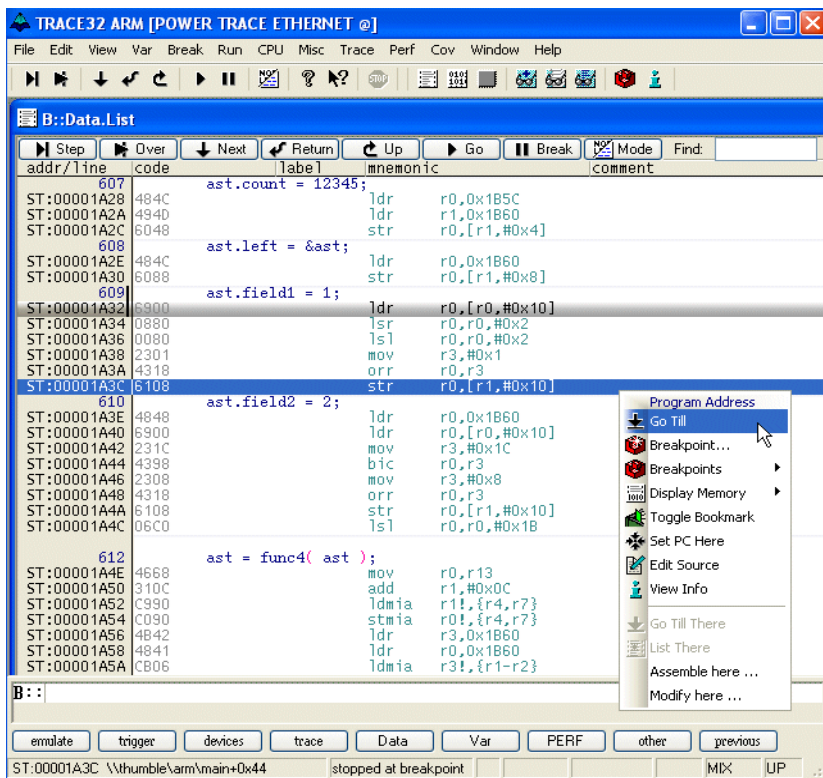 TRACE32 ARM [POWER TRACE ETHERNET @]
File Edit View Var Break Run CPU Misc Trace Perf Cov Window Help
B::Data.List
Step Over Next Return Up Go Break Mode Find:
addr/line code label mnemonic comment
607 ast.count = 12345;
ST:00001A28 484C ldr r0,0x1B5C
ST:00001A2A 494D ldr r1,0x1B60
ST:00001A2C 6048 str r0,[r1,#0x4]
608 ast.left = &ast;
ST:00001A2E 484C ldr r0,0x1B60
ST:00001A30 6088 str r0,[r1,#0x8]
609 ast.field1 = 1;
ST:00001A32 6900 ldr r0,[r0,#0x10]
ST:00001A34 0880 lsr r0,r0,#0x2
ST:00001A36 0080 lsl r0,r0,#0x2
ST:00001A38 2301 mov r3,#0x1
ST:00001A3A 4318 orr r0,r3
ST:00001A3C 6108 str r0,[r1,#0x10]
610 ast.field2 = 2;
ST:00001A3E 4848 ldr r0,0x1B60
ST:00001A40 6900 ldr r0,[r0,#0x10]
ST:00001A42 231C mov r3,#0x1C
ST:00001A44 4398 bic r0,r3
ST:00001A46 2308 mov r3,#0x8
ST:00001A48 4318 orr r0,r3
ST:00001A4A 6108 str r0,[r1,#0x10]
ST:00001A4C 06C0 lsl r0,r0,#0x1B
612 ast = func4( ast );
ST:00001A4E 4668 mov r0,r13
ST:00001A50 310C add r1,#0x0C
ST:00001A52 C990 ldmia r1!,{r4,r7}
ST:00001A54 C090 stmia r0!,{r4,r7}
ST:00001A56 4B42 ldr r3,0x1B60
ST:00001A58 4841 ldr r0,0x1B60
ST:00001A5A CB06 ldmia r3!,{r1-r2}
Program Address
Go Till
Breakpoint...
Breakpoints
Display Memory
Toggle Bookmark
Set PC Here
Edit Source
View Info
Go Till There
List There
Assemble here ...
Modify here ...
B::
emulate trigger devices trace Data Var PERF other previous
ST:00001A3C \\thumble\arm\main+0x44 stopped at breakpoint MIX UP